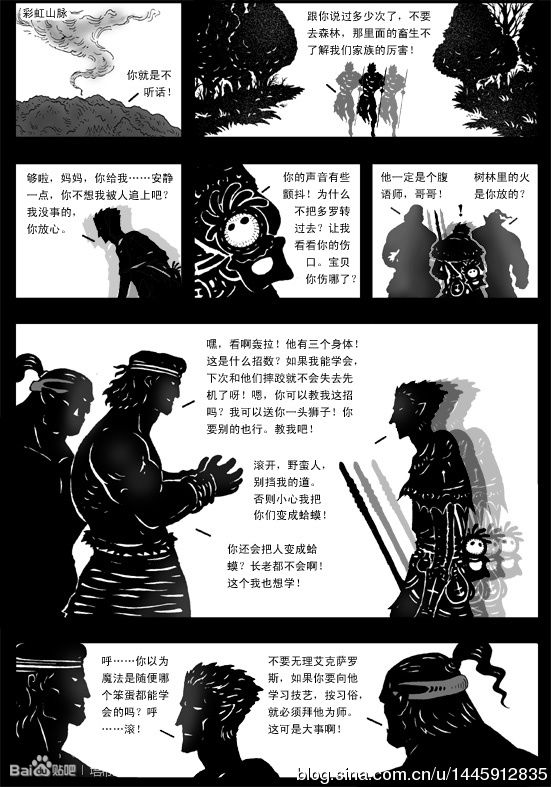 彩虹山脉
你就是不
听话！
跟你说过多少次了，不要
去森林，那里面的畜生不
了解我们家族的厉害！
够啦，妈妈，你给我……安静
一点，你不想我被人追上吧？
我没事的，
你放心。
你的声音有些
颤抖！为什么
不把多罗转
过去？让我
看看你的伤
口。宝贝
你伤哪了？
他一定是个腹
语师，哥哥！
树林里的火
是你放的？
！
嘿，看啊轰拉！他有三个身体！
这是什么招数？如果我能学会，
下次和他们摔跤就不会失去先
机了呀！嗯，你可以教我这招
吗？我可以送你一头狮子！你
要别的也行。教我吧！
滚开，野蛮人，
别挡我的道。
否则小心我把
你们变成蛤蟆！
你还会把人变成蛤
蟆？长老都不会啊！
这个我也想学！
呼……你以为
魔法是随便哪
个笨蛋都能学
会的吗？呼
……滚！
不要无理艾克萨罗
斯，如果你要向他
学习技艺，按习俗，
就必须拜他为师。
这可是大事啊！
Bai贴吧
blog.sina.com.cn/u/1445912835